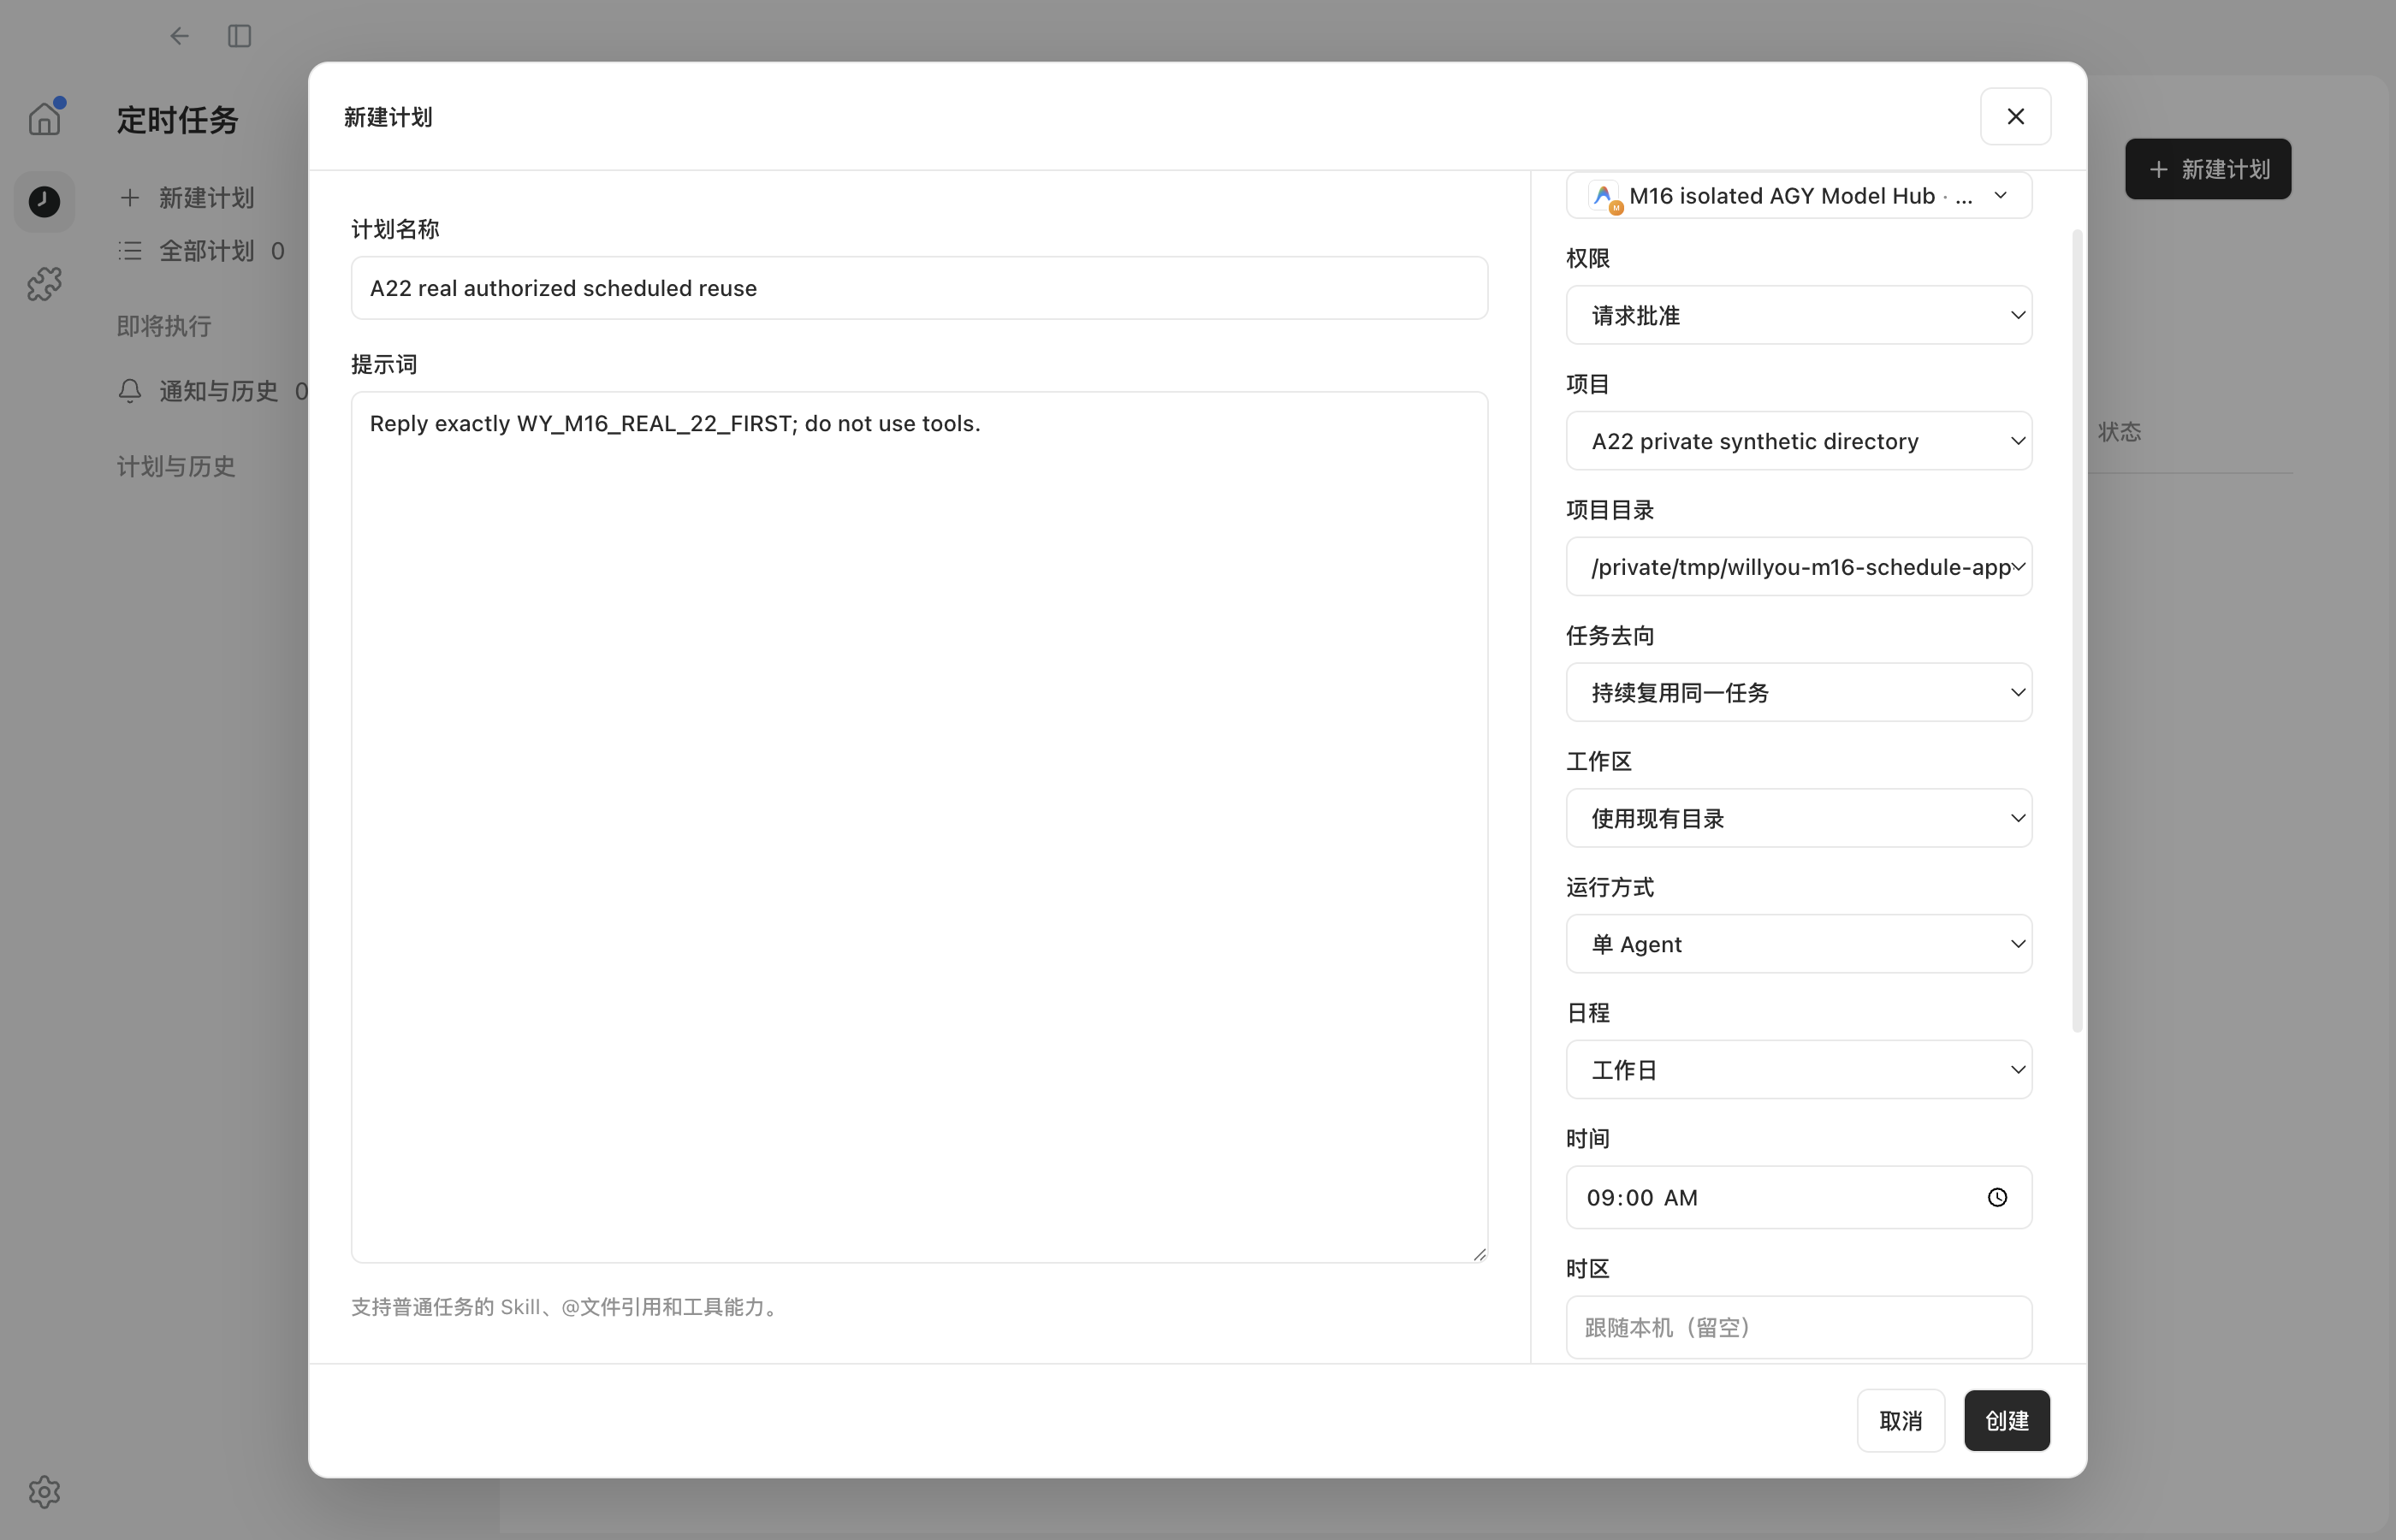 定时任务
新建计划
全部计划 0
即将执行
通知与历史 0
计划与历史
新建计划
状态
新建计划
计划名称
A22 real authorized scheduled reuse
提示词
Reply exactly WY_M16_REAL_22_FIRST; do not use tools.
支持普通任务的 Skill、@文件引用和工具能力。
M16 isolated AGY Model Hub · ...
权限
请求批准
项目
A22 private synthetic directory
项目目录
/private/tmp/willyou-m16-schedule-app
任务去向
持续复用同一任务
工作区
使用现有目录
运行方式
单 Agent
日程
工作日
时间
09:00 AM
时区
跟随本机（留空）
取消
创建